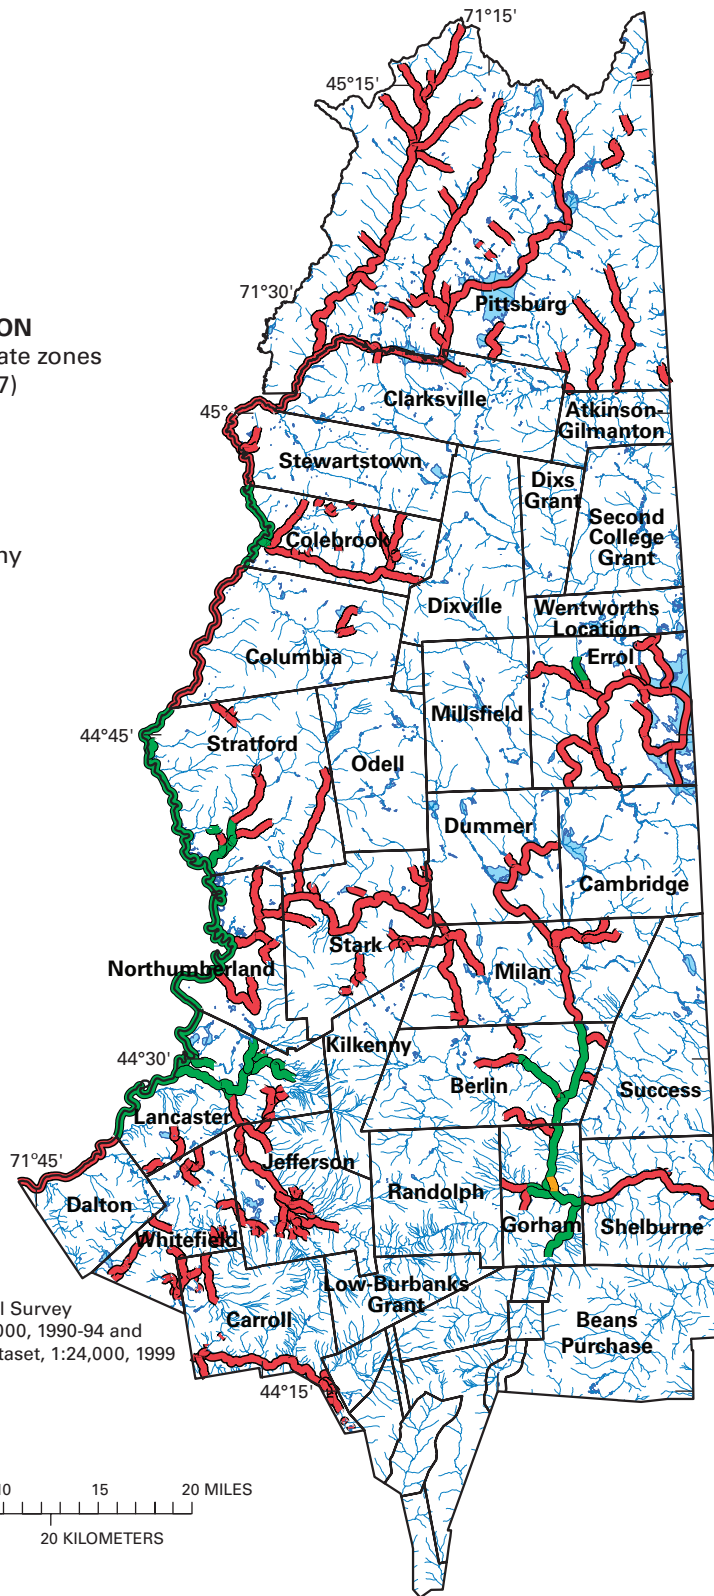 71°15'
45°15'
71°30'
Pittsburg
ON
ate zones
7)
Clarksville
45°
Atkinson-
Gilmanton
Stewartstown
Dixs
Grant
Second
College
Grant
Colebrook
ny
Dixville
Wentworths
Location
Errol
Columbia
Millsfield
44°45'
Stratford
Odell
Dummer
Cambridge
Stark
Northumberland
Milan
Kilkenny
44°30'
Berlin
Success
Lancaster
71°45'
Jefferson
Randolph
Dalton
Gorham
Shelburne
Whitefield
Low-Burbanks
Grant
l Survey
000, 1990-94 and
taset, 1:24,000, 1999
Carroll
Beans
Purchase
44°15'
10 15 20 MILES
20 KILOMETERS